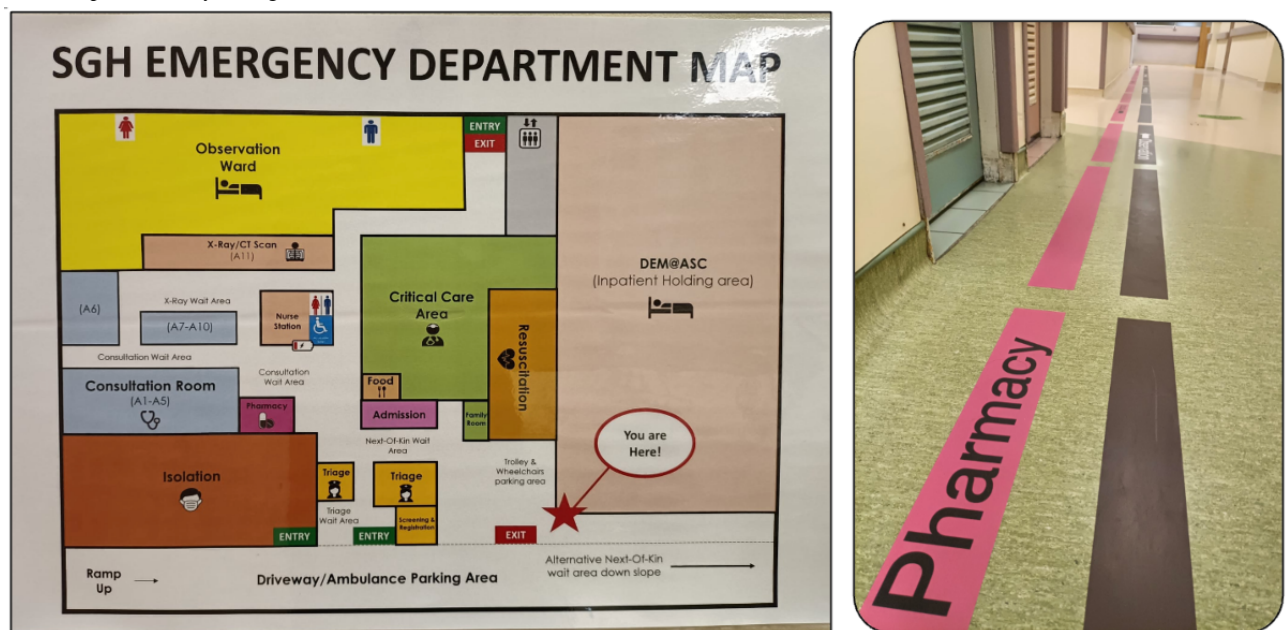 SGH EMERGENCY DEPARTMENT MAP
ENTRY
EXIT
Observation
Ward
X-Ray/CT Scan
(A11)
DEM@ASC
(Inpatient Holding area)
(A6)
X-Ray Wait Area
(A7-A10)
Nurse
Station
Critical Care
Area
Resuscitation
Consultation Wait Area
Consultation
Wait Area
Consultation Room
(A1-A5)
Pharmacy
Food
Admission
Family
Room
Next-Of-Kin Wait
Area
You are
Here!
Trolley &
Wheelchairs
parking area
Isolation
Triage
Triage
Triage
Wait Area
Screening &
Registration
ENTRY
ENTRY
EXIT
Ramp
Up
Driveway/Ambulance Parking Area
Alternative Next-Of-Kin
wait area down slope
Pharmacy